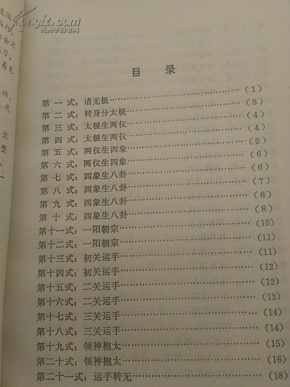 目 录
第 一 式：请无极……………………(1)
第 二 式：转身分太极……………………(3)
第 三 式：太极生两仪……………………(4)
第 四 式：太极生两仪……………………(4)
第 五 式：两仪生四象……………………(5)
第 六 式：两仪生四象……………………(6)
第 七 式：四象生八卦……………………(6)
第 八 式：四象生八卦……………………(7)
第 九 式：四象生八卦……………………(8)
第 十 式：四象生八卦……………………(8)
第十一式：一阳朝宗……………………(10)
第十二式：一阳朝宗……………………(11)
第十三式：初关运手……………………(11)
第十四式：初关运手……………………(12)
第十五式：二关运手……………………(12)
第十六式：二关运手……………………(13)
第十七式：三关运手……………………(14)
第十八式：三关运手……………………(14)
第十九式：领神抱太……………………(15)
第二十式：领神抱太……………………(16)
第二十一式：运手转无……………………(18)